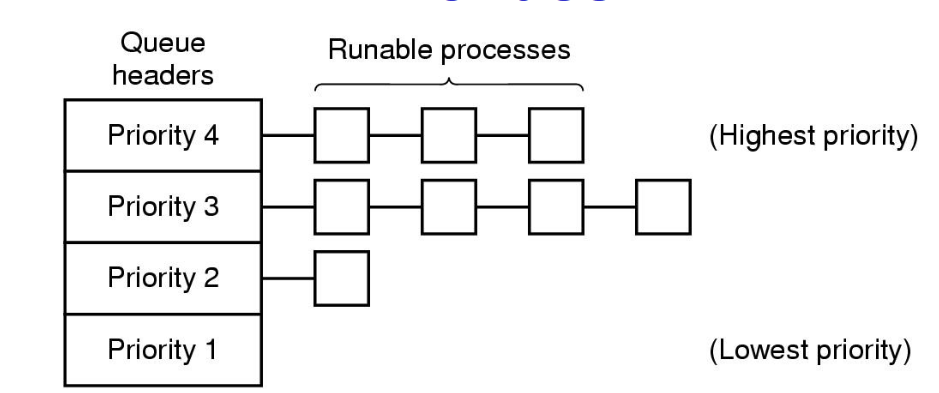 Queue
headers
Runable processes
Priority 4
(Highest priority)
Priority 3
Priority 2
Priority 1
(Lowest priority)